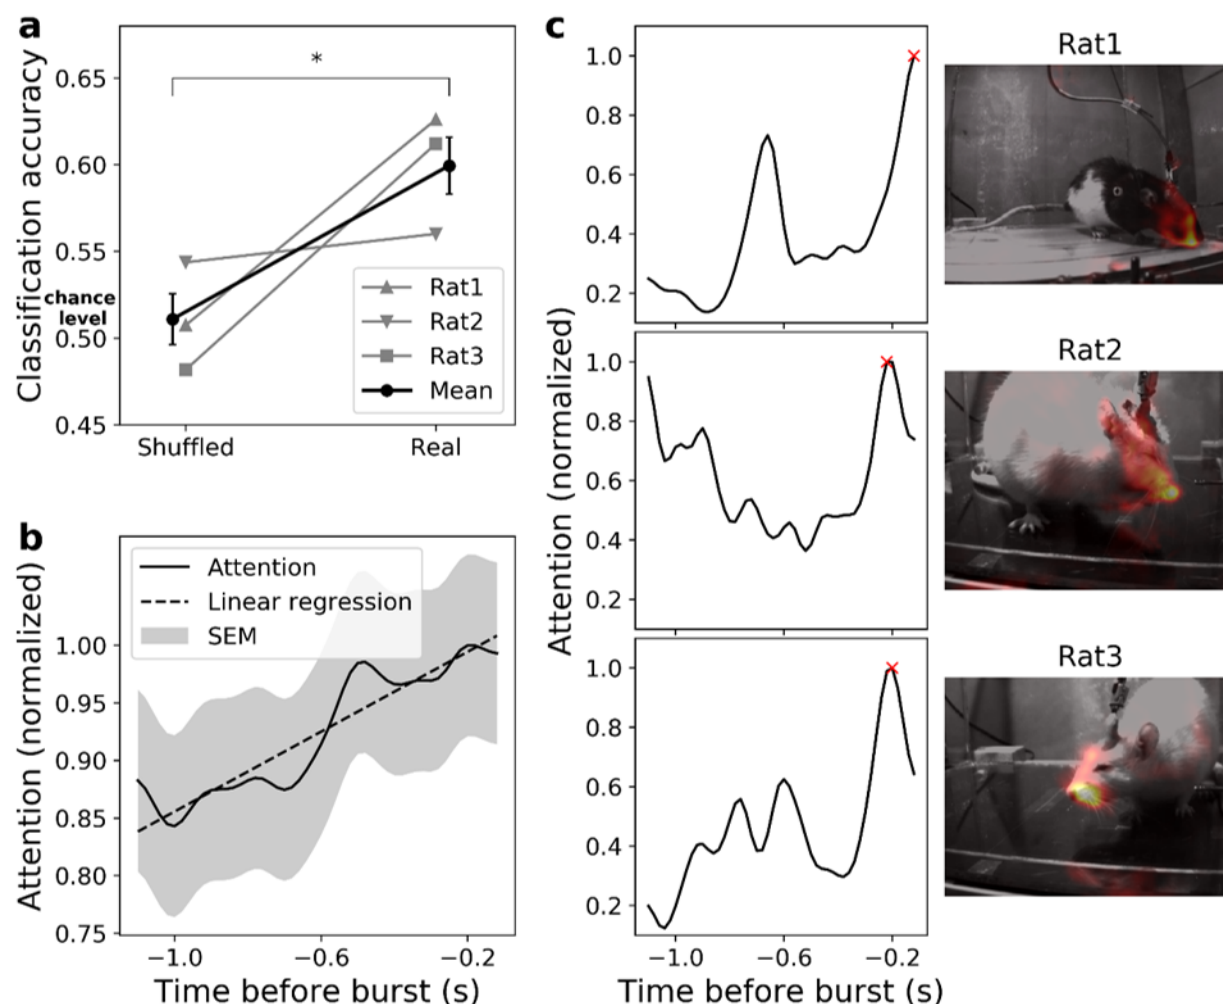 a
Classification accuracy
0.65
0.60
0.55
0.50
0.45
chance
level
*
Rat1
Rat2
Rat3
Mean
Shuffled
Real
b
Attention (normalized)
1.00
0.95
0.90
0.85
0.80
0.75
Attention
Linear regression
SEM
−1.0
−0.6
−0.2
Time before burst (s)
c
Attention (normalized)
1.0
0.8
0.6
0.4
0.2
Rat1
1.0
0.8
0.6
0.4
0.2
Rat2
1.0
0.8
0.6
0.4
0.2
Rat3
−1.0
−0.6
−0.2
Time before burst (s)